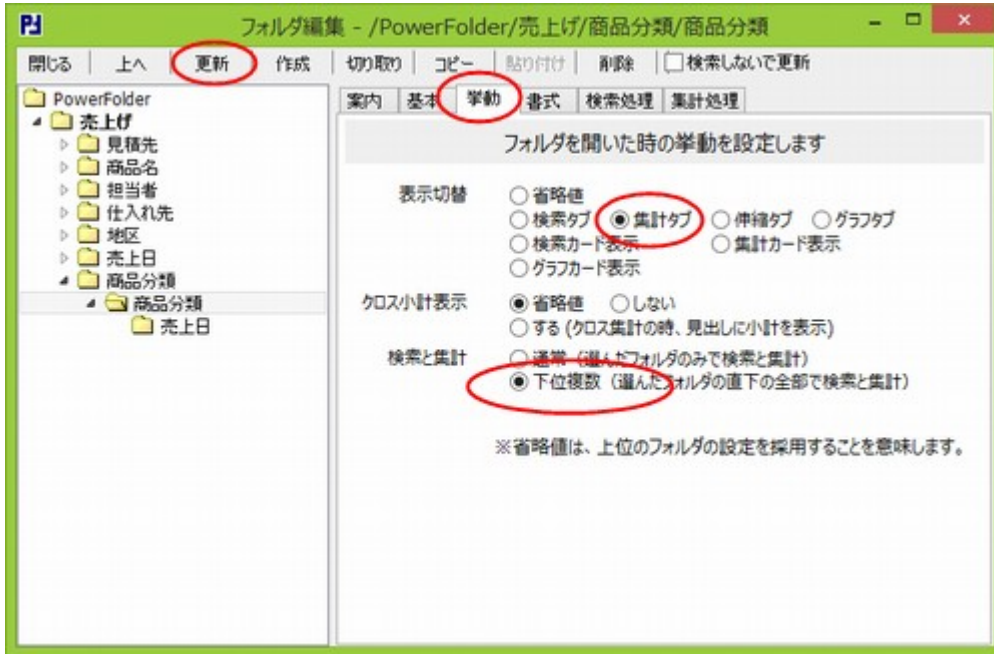 フォルダ編集 - /PowerFolder/売上げ/商品分類/商品分類
閉じる 上へ 更新 作成 切り取り コピー 貼り付け 削除 検索しないで更新
PowerFolder
売上げ
見積先
商品名
担当者
仕入れ先
地区
売上日
商品分類
商品分類
売上日
案内 基本 挙動 書式 検索処理 集計処理
フォルダを開いた時の挙動を設定します
表示切替 省略値
検索タブ 集計タブ 伸縮タブ グラフタブ
検索カード表示 集計カード表示
グラフカード表示
クロス小計表示 省略値 しない
する (クロス集計の時、見出しに小計を表示)
検索と集計 通常 (選んだフォルダのみで検索と集計)
下位複数 (選んだフォルダの直下の全部で検索と集計)
※省略値は、上位のフォルダの設定を採用することを意味します。